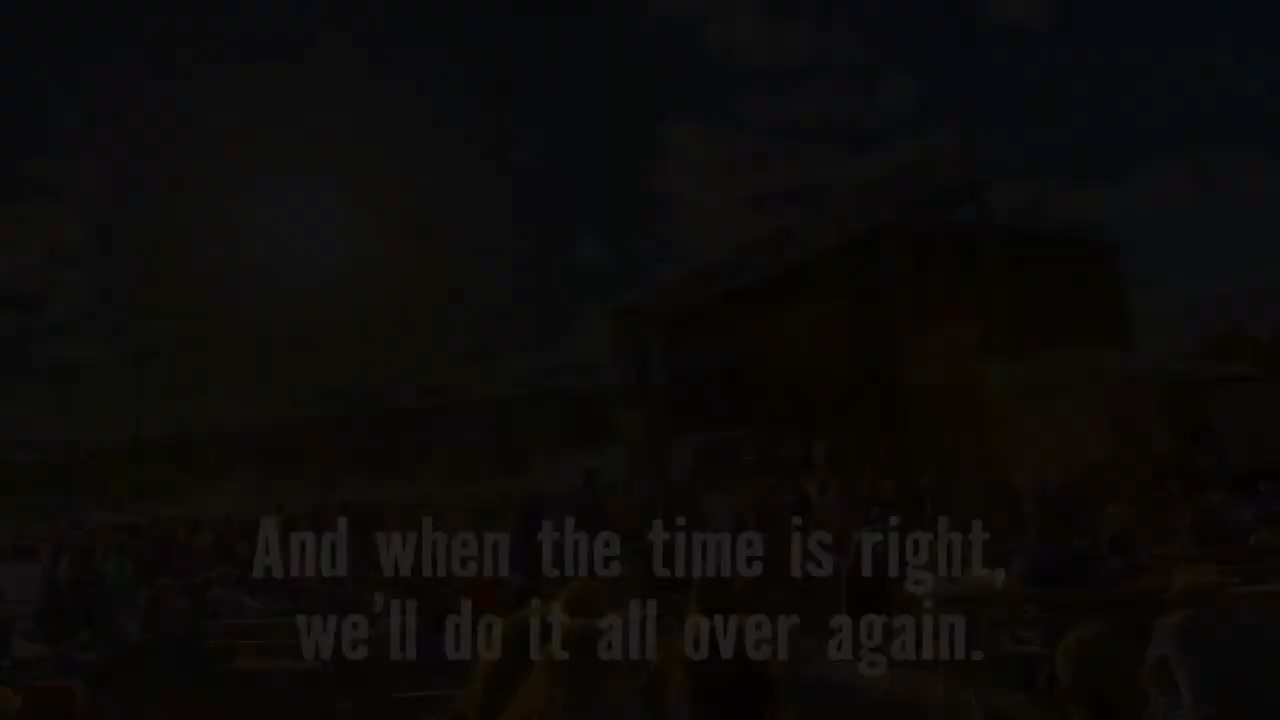 And when the time is right,
we'll do it all over again.